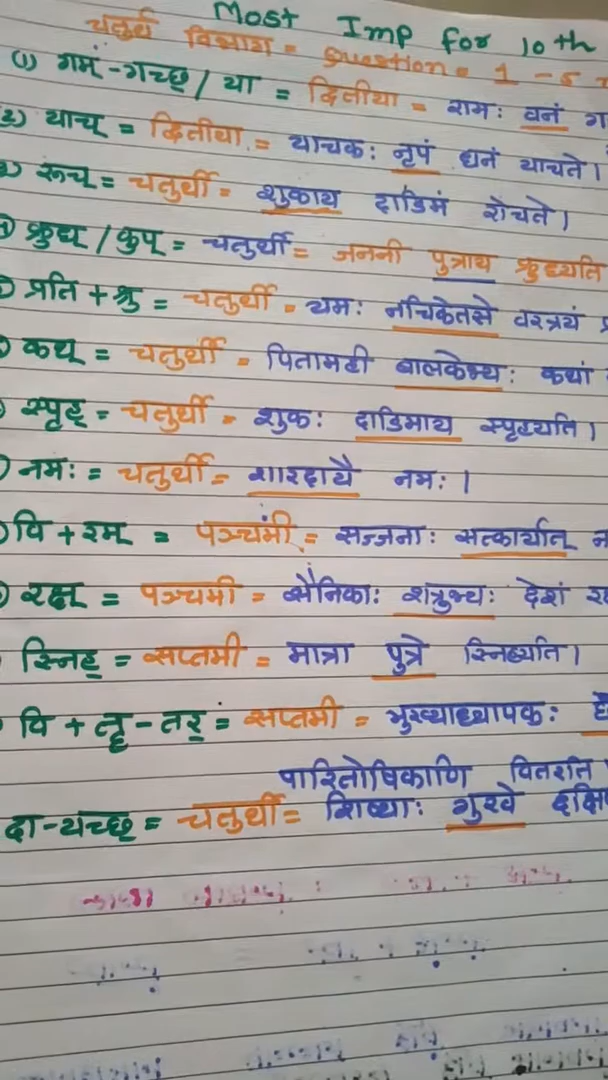 Most Imp for 10th
चतुर्थ विभाग = Question = 1 - 5
(1) गम्-गच्छ् / या = द्वितीया = रामः वनं ग
2) याच् = द्वितीया = याचकः नृपं धनं याचते।
रूच् = चतुर्थी = शुकाय दाडिमं रोचते।
क्रुध् / कुप् = चतुर्थी = जननी पुत्राय क्रुध्यति
प्रति + श्रु = चतुर्थी = यमः नचिकेतसे वरत्रयं प्र
कथ् = चतुर्थी = पितामही बालकेभ्यः कथां
स्पृह् = चतुर्थी = शुकः दाडिमाय स्पृहयति।
नमः = चतुर्थी = शारदायै नमः।
वि + रम् = पञ्चमी = सज्जनाः सत्कार्यात् न
रक्ष् = पञ्चमी = सैनिकाः शत्रुभ्यः देशं रक्ष
स्निह् = सप्तमी = मात्रा पुत्रे स्निह्यति।
वि + तृ - तर् = सप्तमी = मुख्याध्यापकः
पारितोषिकाणि वितरति।
दा-यच्छ् = चतुर्थी = शिष्याः गुरवे दक्षि